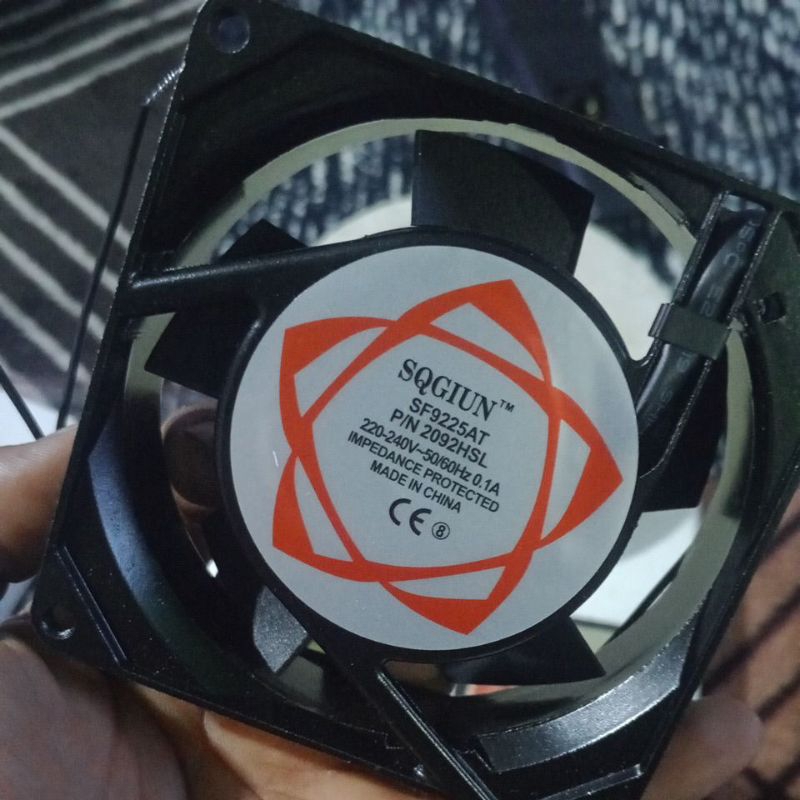 SQGIUN™
SF9225AT
P/N 2092HSL
220-240V~50/60Hz 0.1A
IMPEDANCE PROTECTED
MADE IN CHINA
CE ⑧